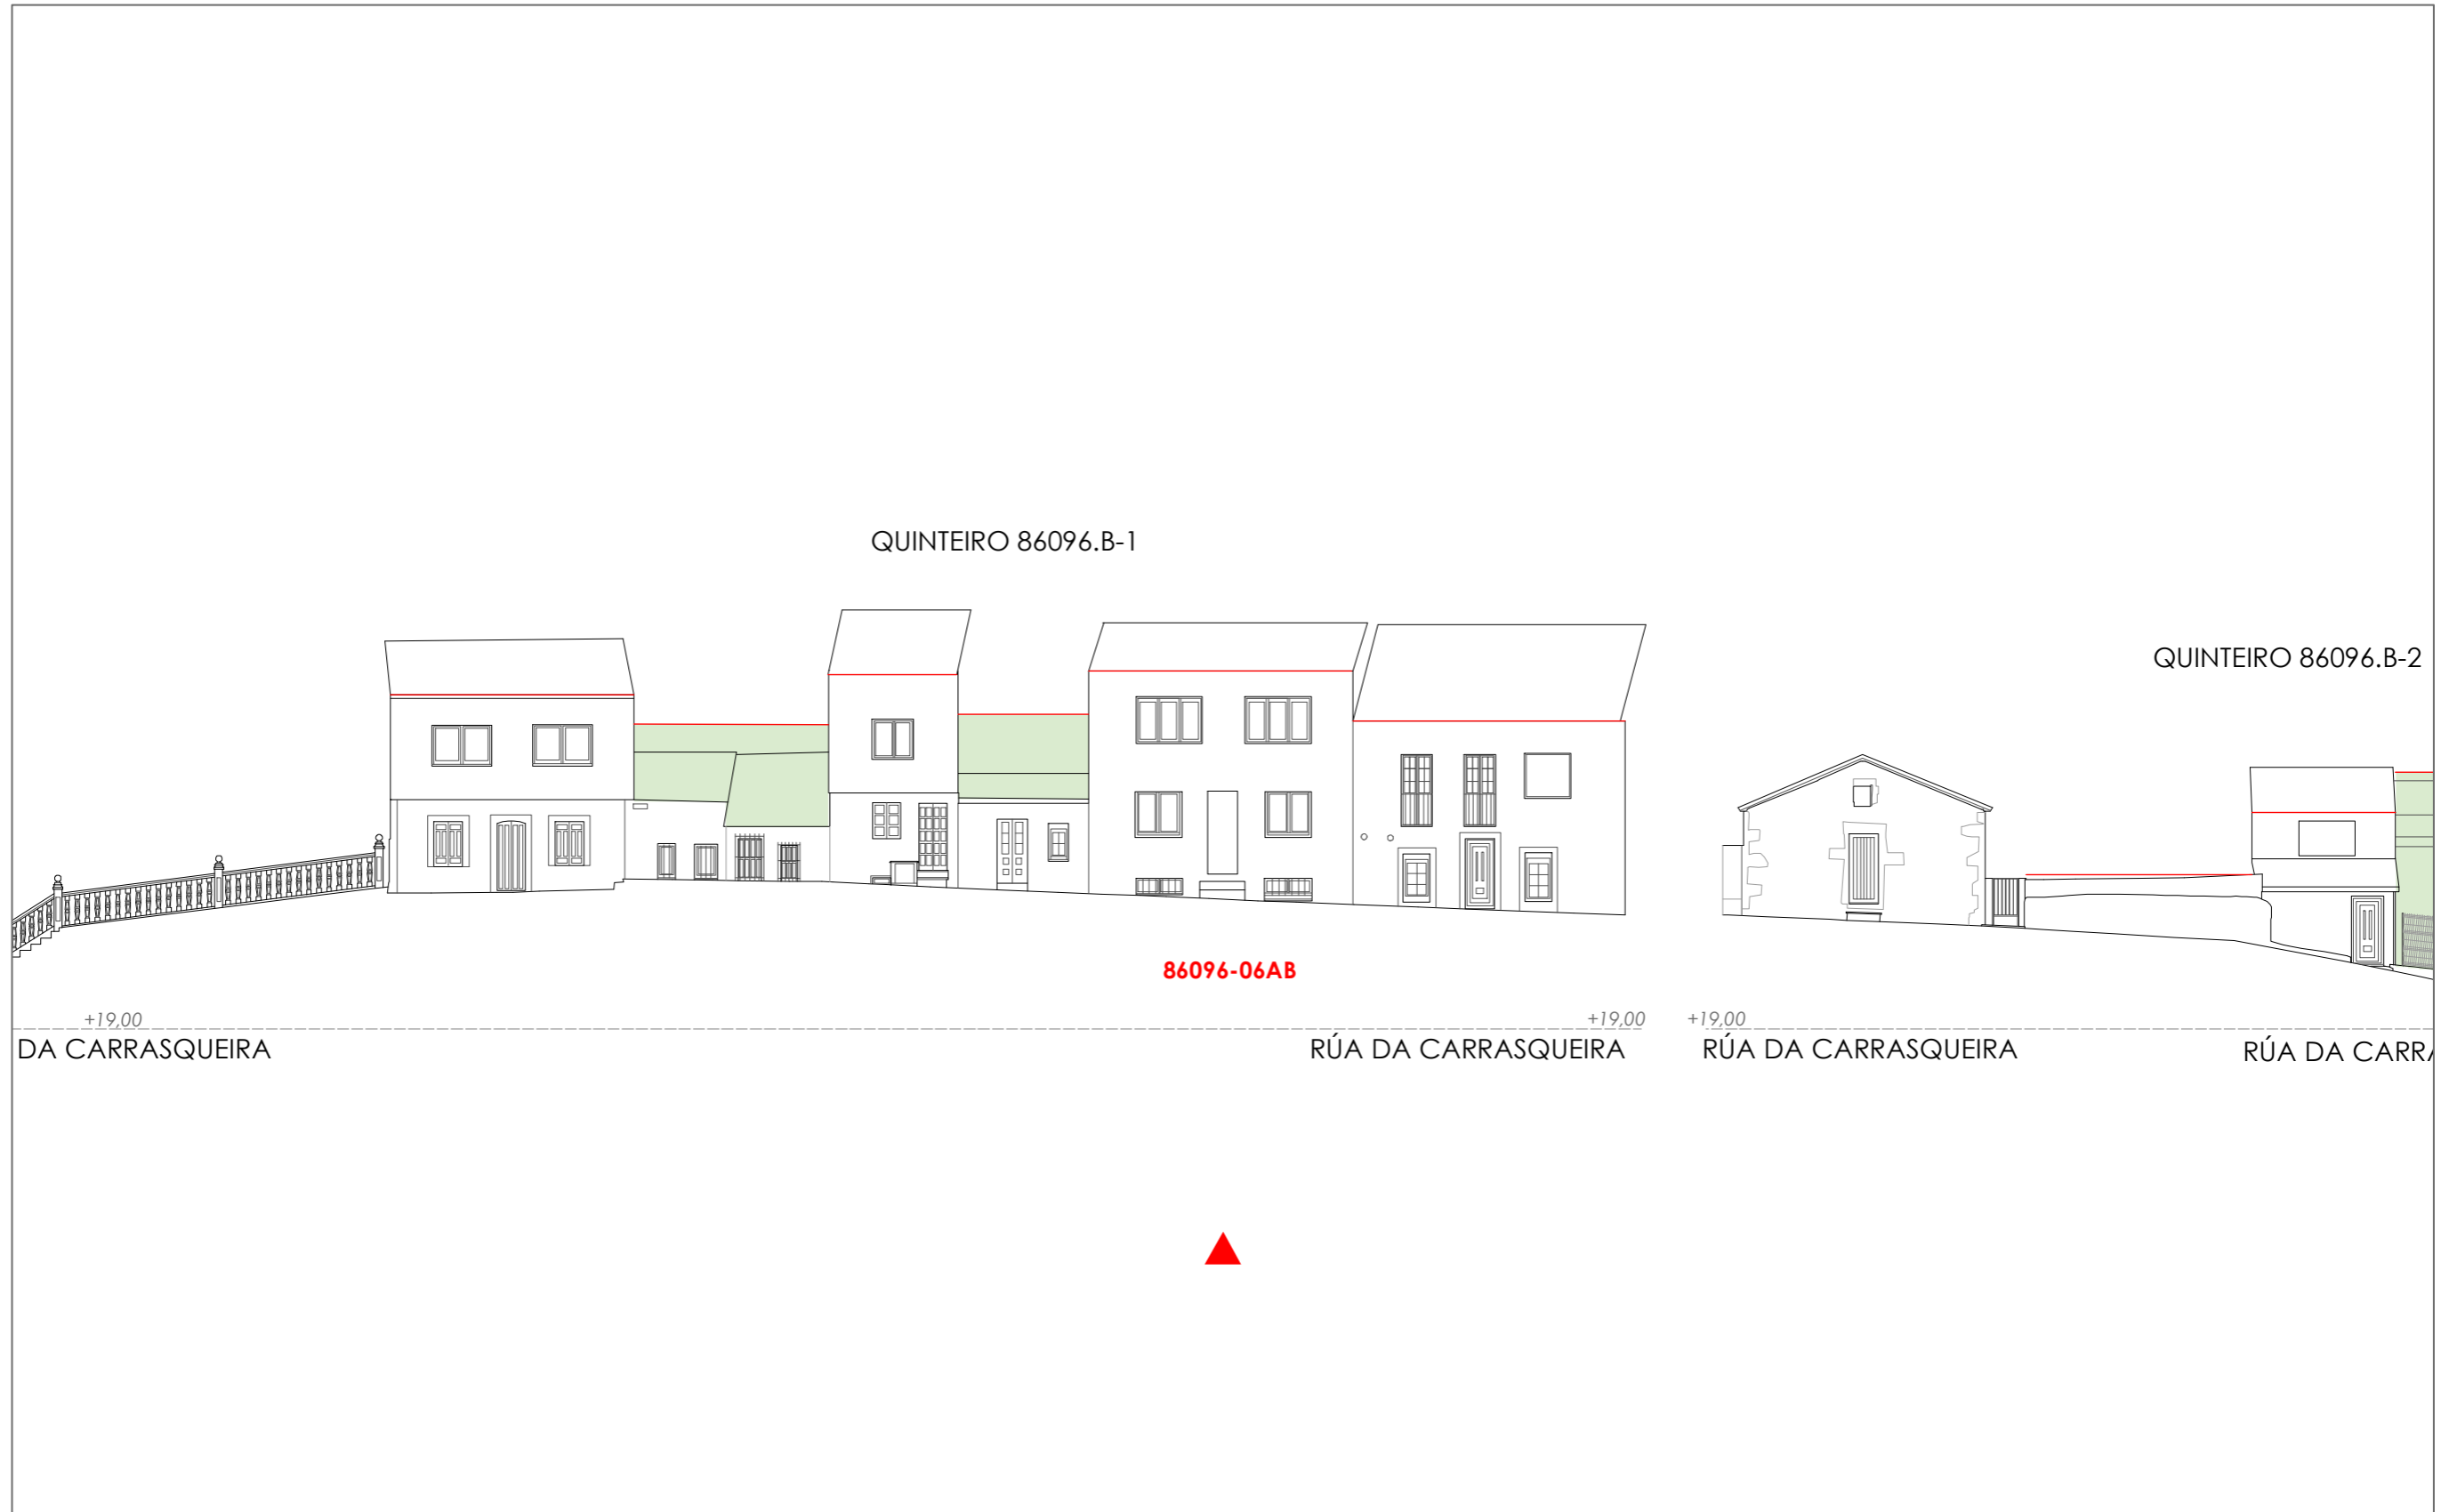 QUINTEIRO 86096.B-1
QUINTEIRO 86096.B-2
86096-06AB
+19,00
+19,00
+19,00
DA CARRASQUEIRA
RÚA DA CARRASQUEIRA
RÚA DA CARRASQUEIRA
RÚA DA CARRA